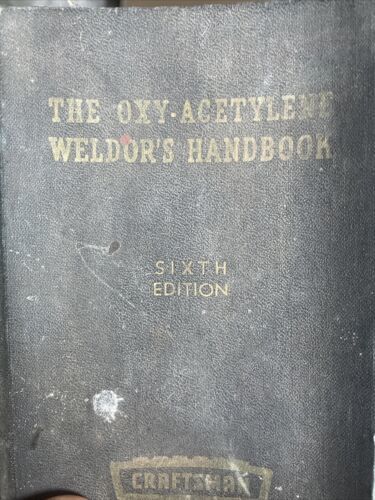 THE OXY-ACETYLENE
WELDOR'S HANDBOOK
SIXTH
EDITION
CRAFTSMAN